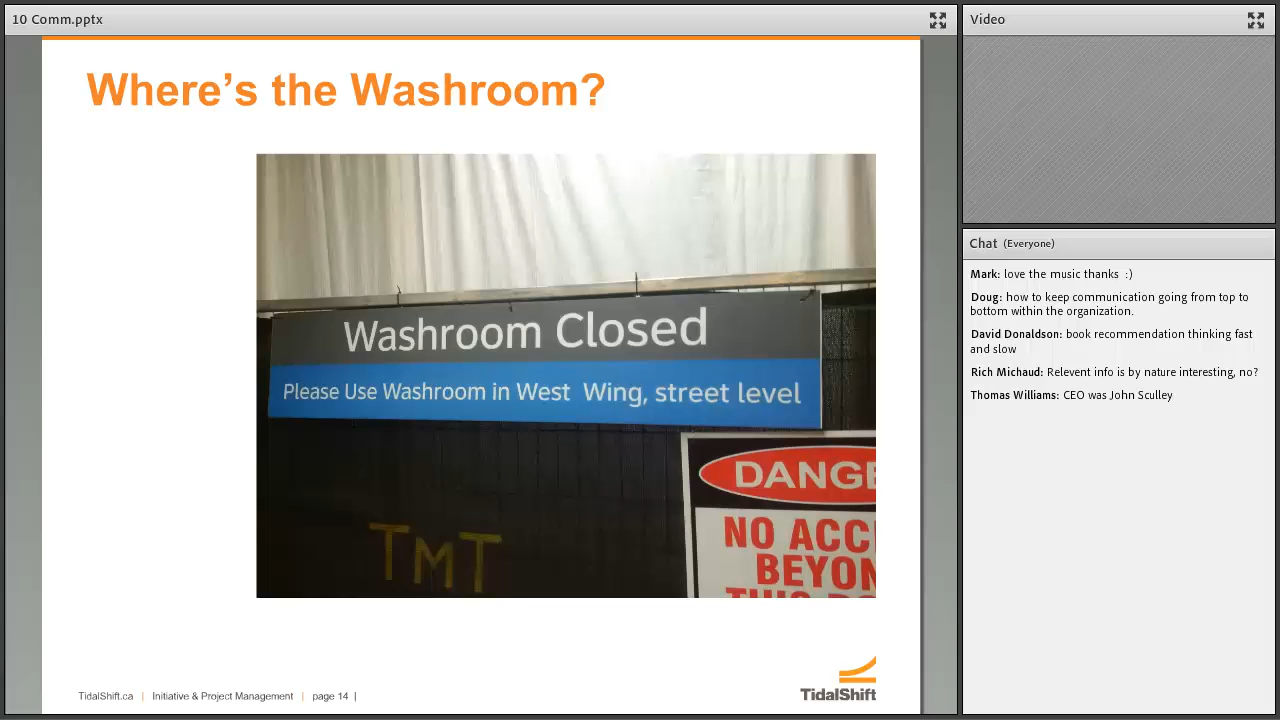 10 Comm.pptx
Where's the Washroom?
Washroom Closed
Please Use Washroom in West Wing, street level
TMT
DANGE
NO ACC
BEYON
TidalShift.ca | Initiative & Project Management | page 14 |
TidalShift
Video
Chat (Everyone)
Mark: love the music thanks :)
Doug: how to keep communication going from top to
bottom within the organization.
David Donaldson: book recommendation thinking fast
and slow
Rich Michaud: Relevent info is by nature interesting, no?
Thomas Williams: CEO was John Sculley